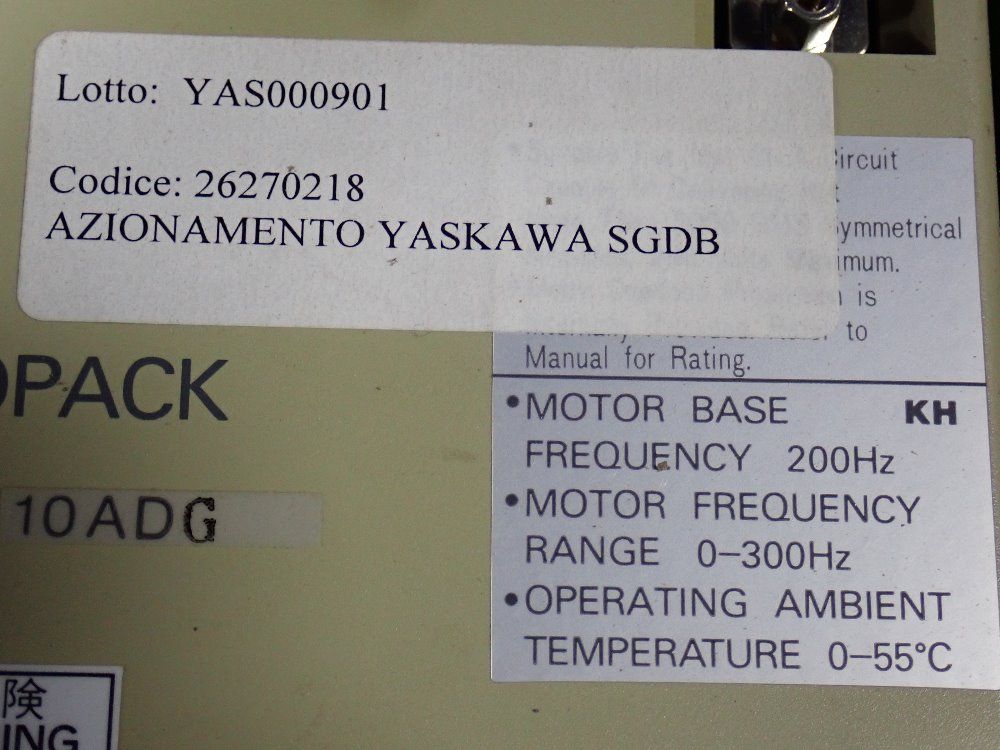 Lotto: YAS000901
Codice: 26270218
AZIONAMENTO YASKAWA SGDB
Circuit
Symmetrical
is
to
Manual for Rating.
PACK
•MOTOR BASE KH
FREQUENCY 200Hz
•MOTOR FREQUENCY
RANGE 0–300Hz
•OPERATING AMBIENT
TEMPERATURE 0–55°C
10ADG
険
ING